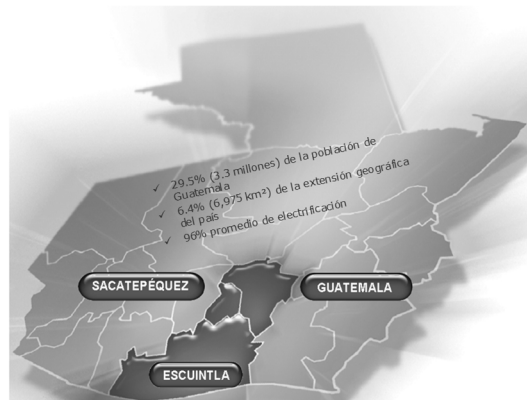 ✓ 29.5% (3.3 millones) de la población de
Guatemala
✓ 6.4% (6,975 km²) de la extensión geográfica
del país
✓ 96% promedio de electrificación
SACATEPÉQUEZ
GUATEMALA
ESCUINTLA